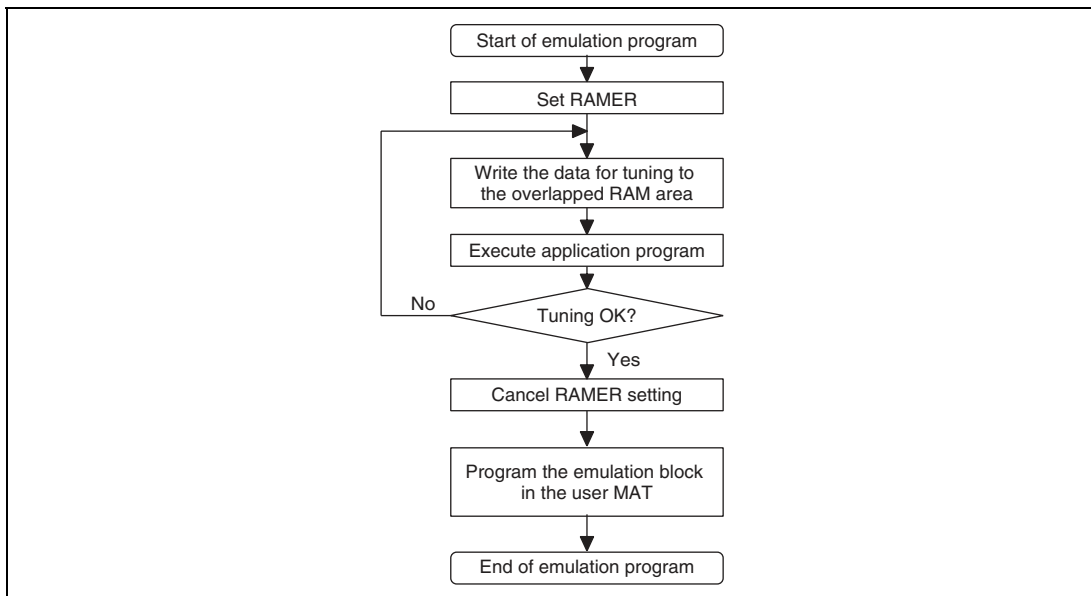 Start of emulation program
Set RAMER
Write the data for tuning to
the overlapped RAM area
Execute application program
No
Tuning OK?
Yes
Cancel RAMER setting
Program the emulation block
in the user MAT
End of emulation program